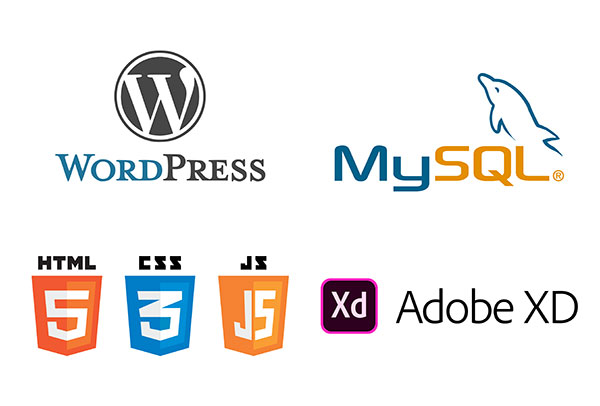 W
WORDPRESS
MySQL®
HTML CSS JS
5 3 JS
Xd Adobe XD